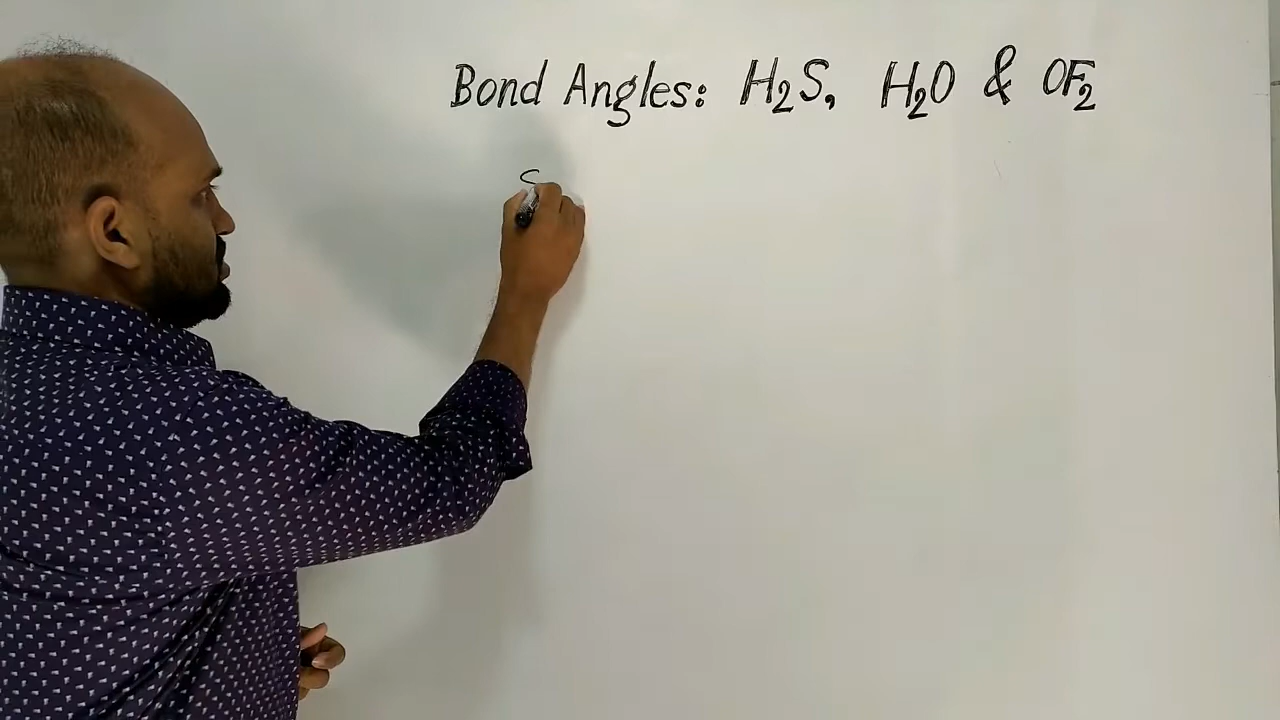 Bond Angles: H₂S, H₂O & OF₂
S